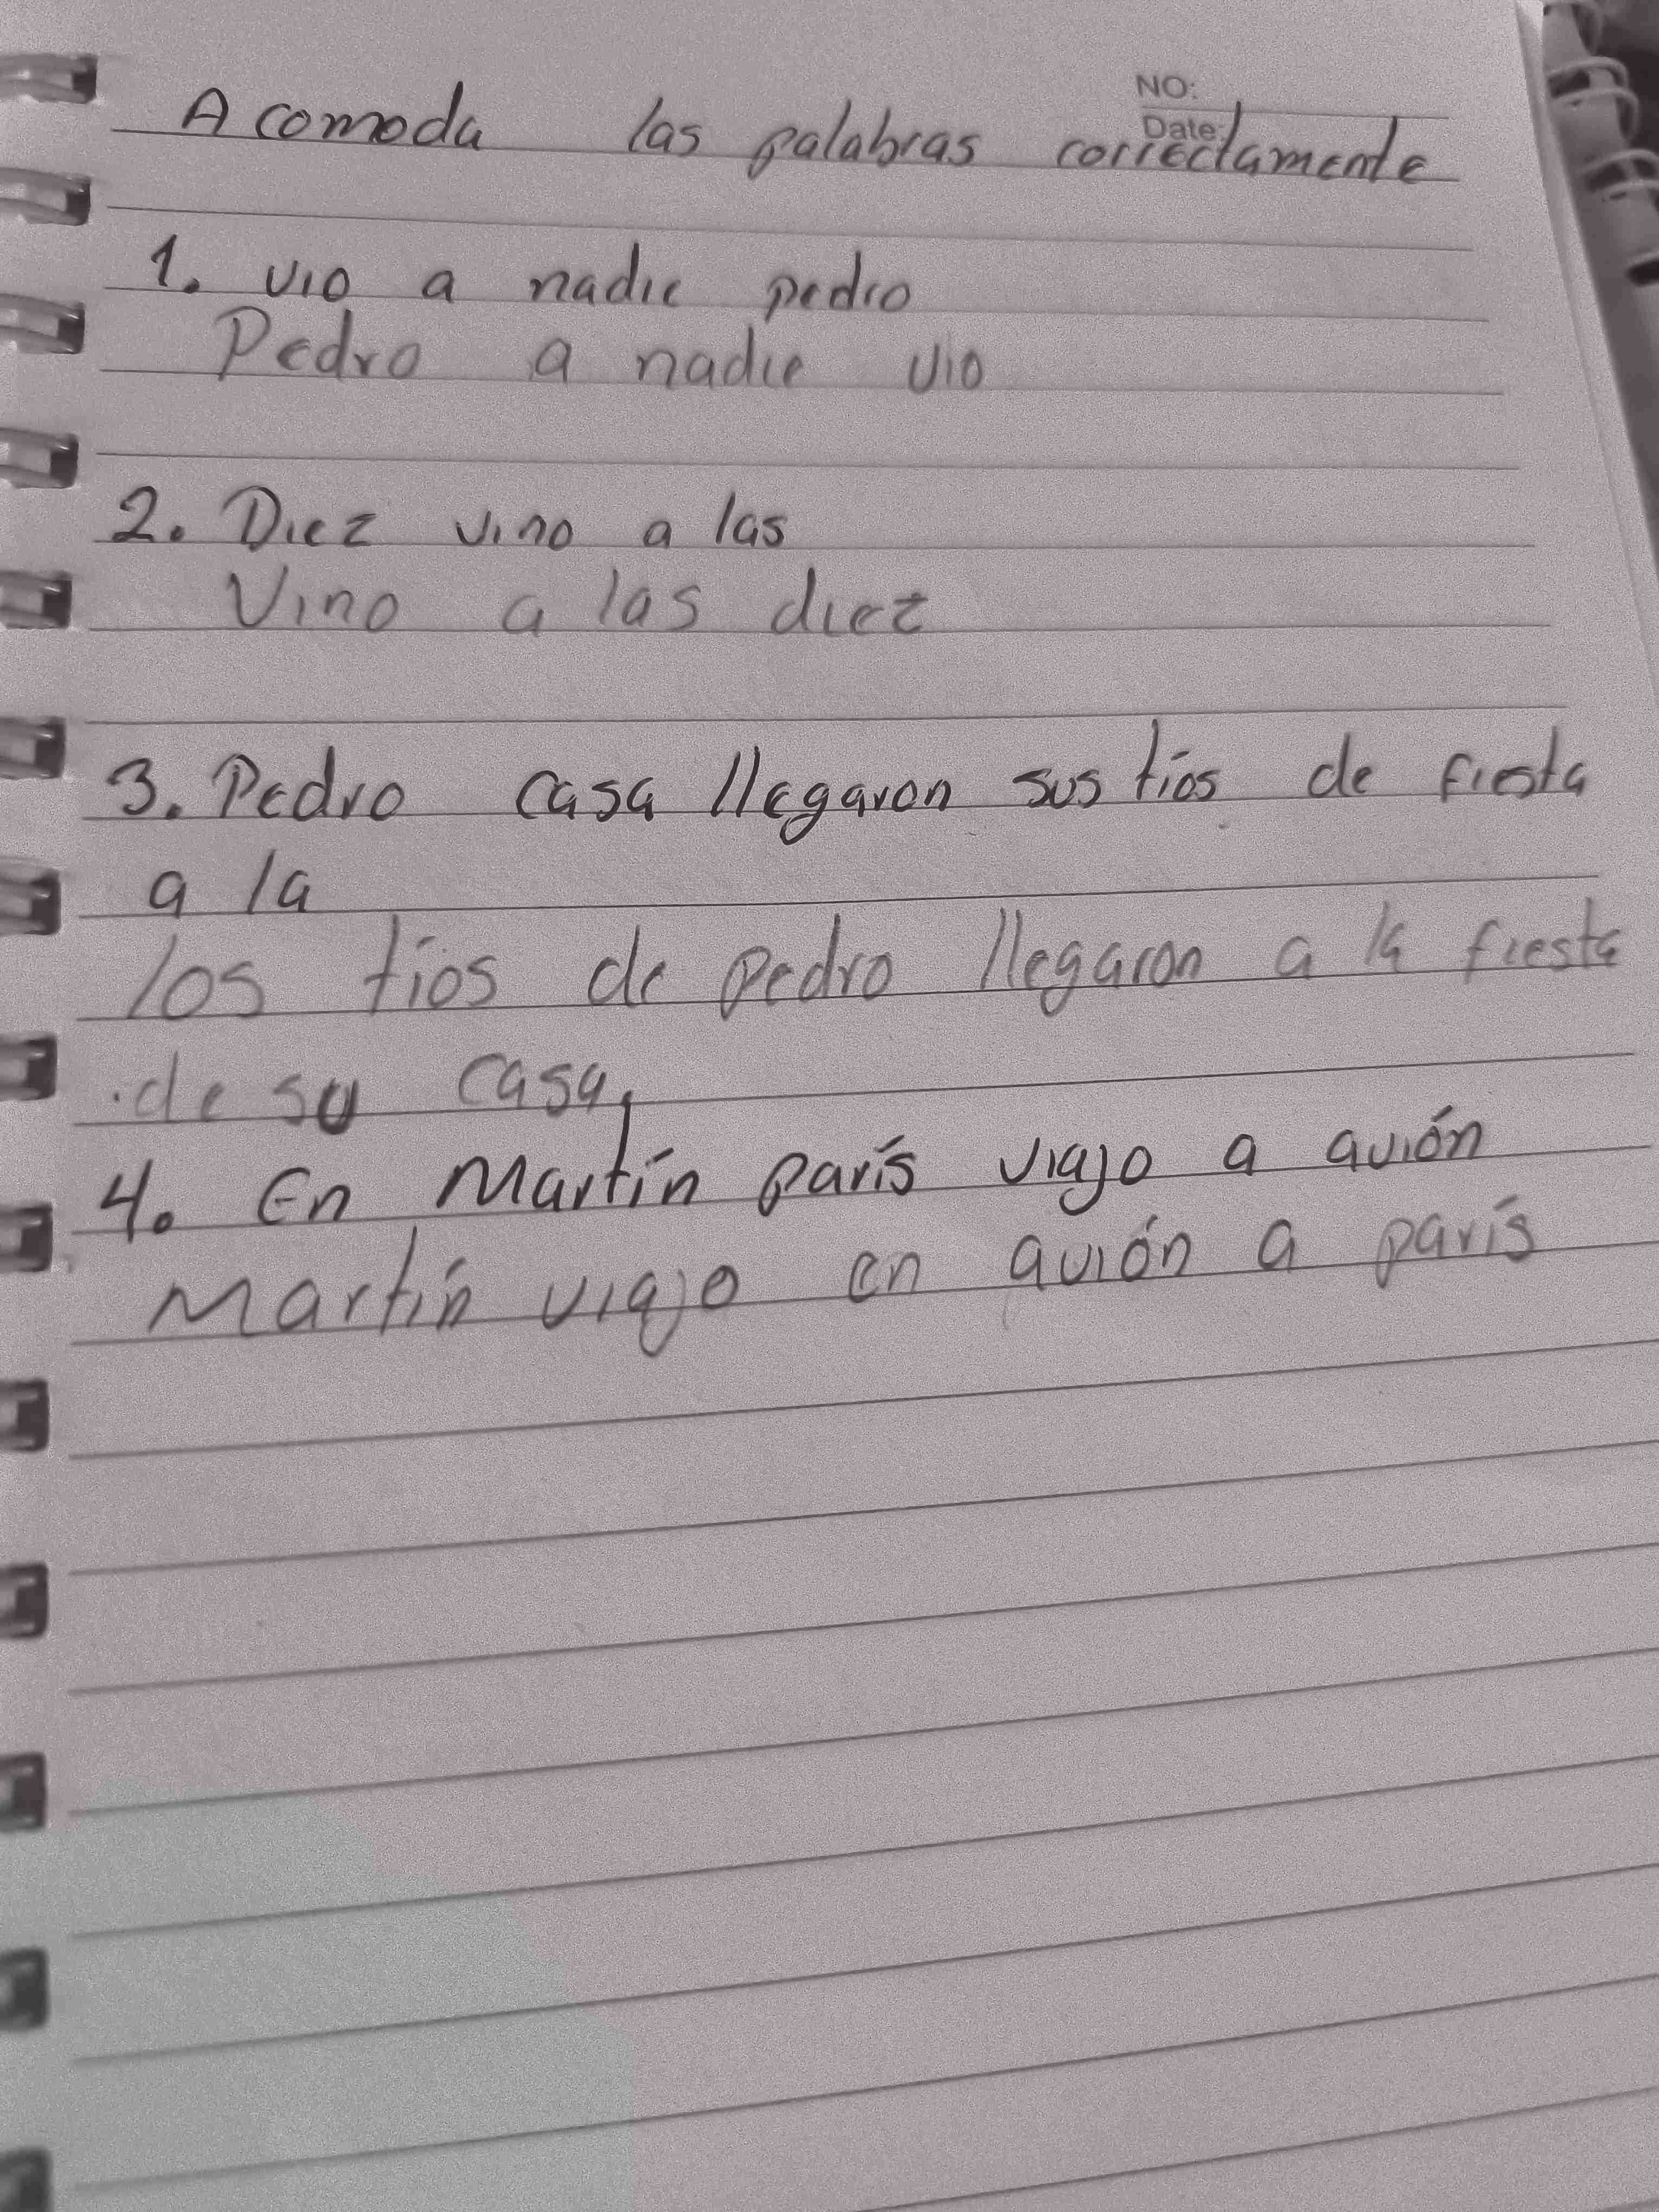 NO:
Date:
Acomoda las palabras correctamente
1. vio a nadie pedro
Pedro a nadie vio
2. Diez vino a las
Vino a las diez
3. Pedro casa llegaron sus tíos de fiesta
a la
los tíos de pedro llegaron a la fiesta
de su casa,
4. En Martín parís viajo a avión
Martín viajo en avión a parís